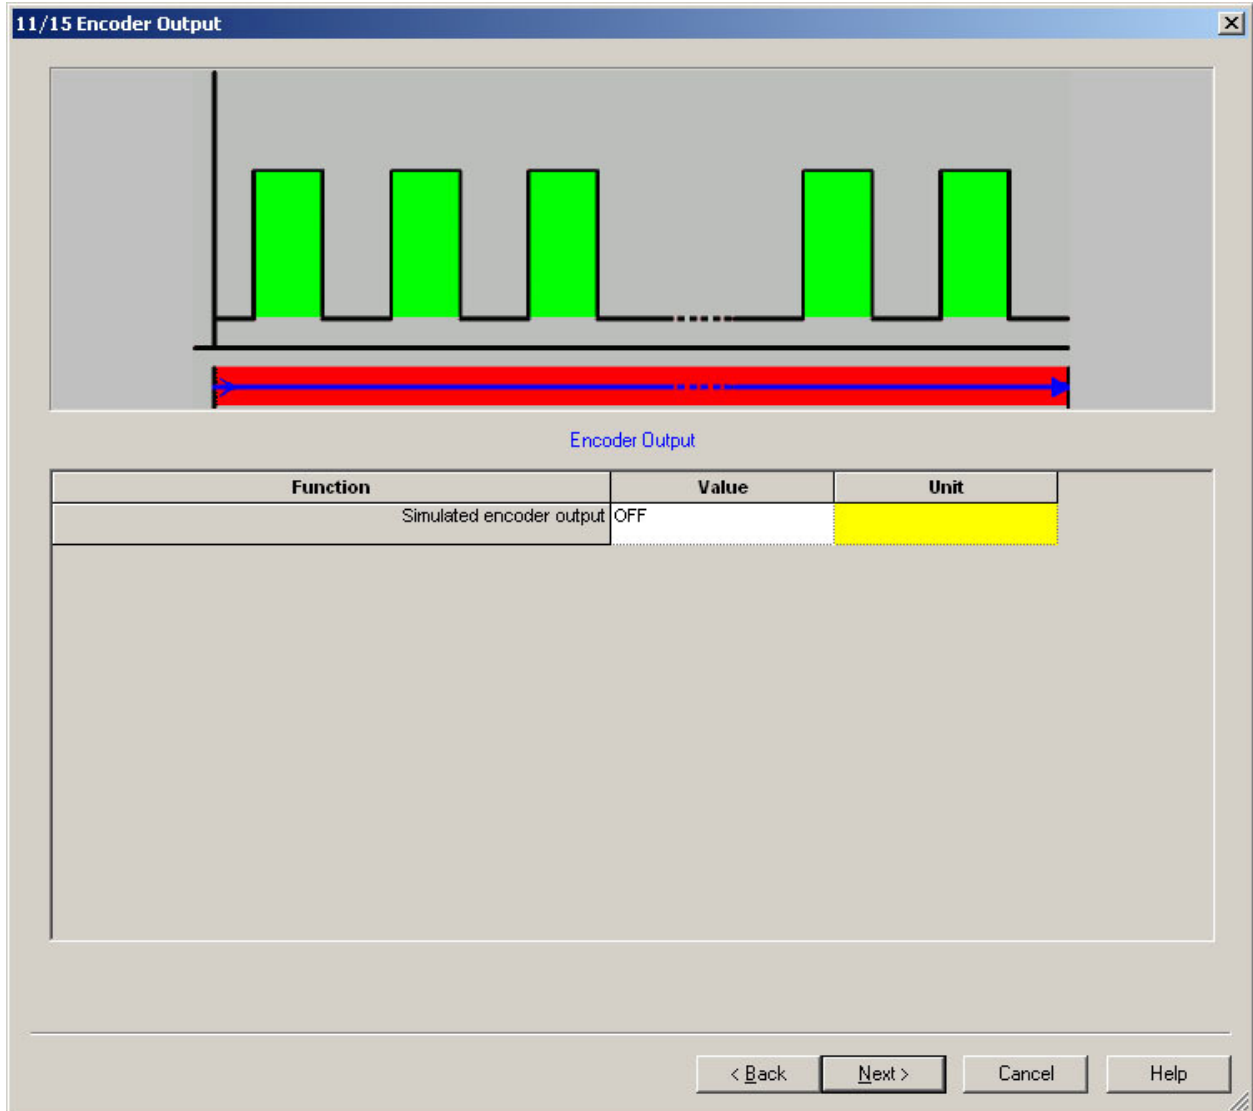 11/15 Encoder Output
Encoder Output
Function Value Unit
Simulated encoder output OFF
< Back Next > Cancel Help